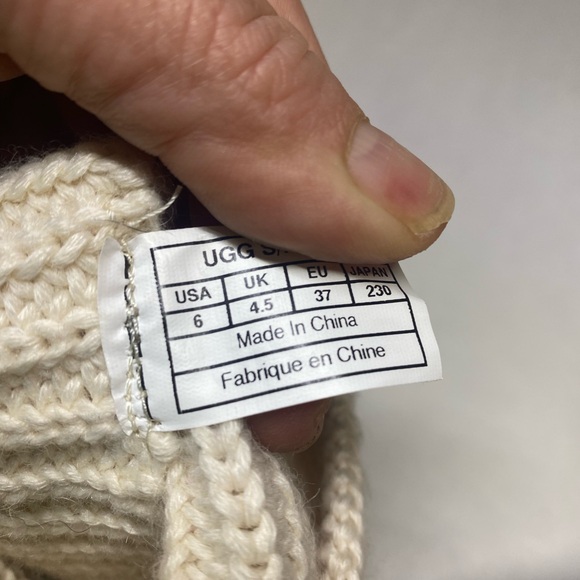 UGG
USA UK EU JAPAN
6 4.5 37 230
Made In China
Fabrique en Chine